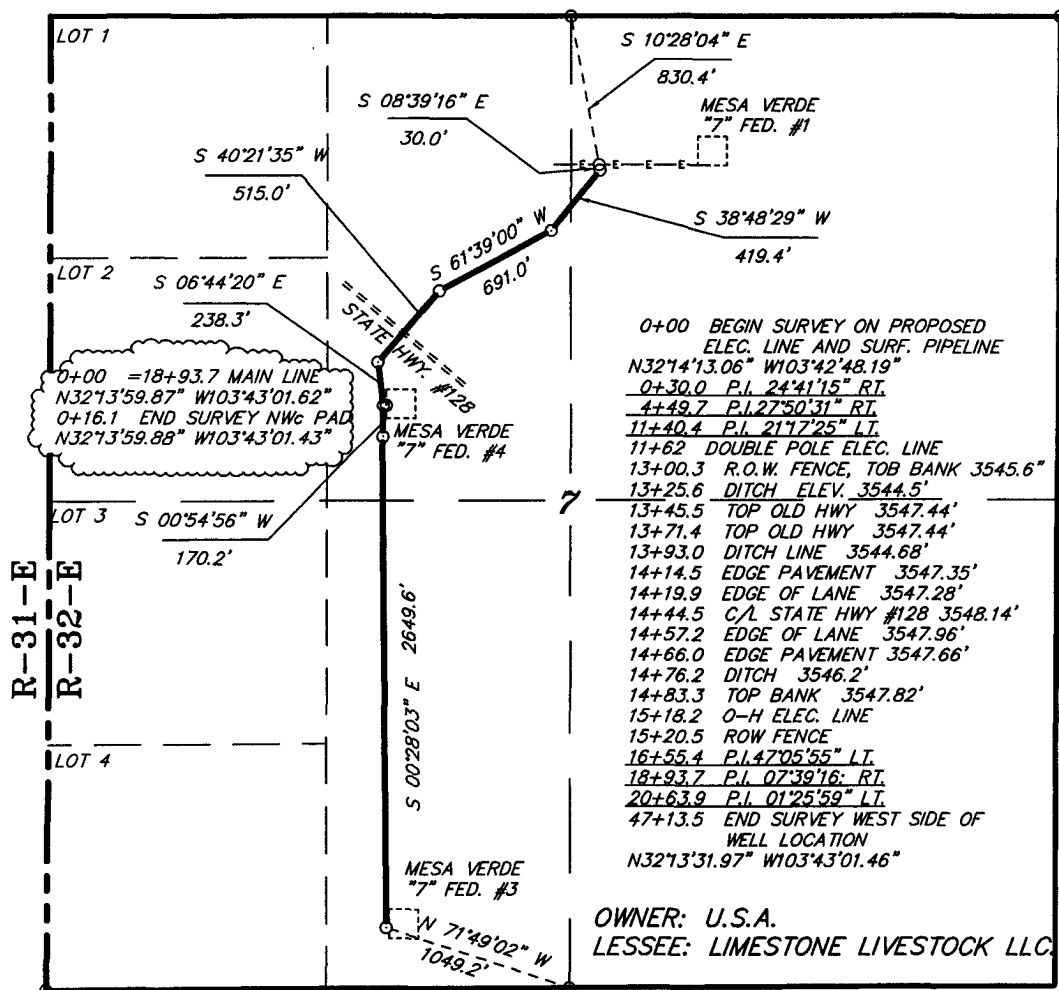 LOT 1
S 10°28'04" E
830.4'
S 08°39'16" E
30.0'
MESA VERDE
"7" FED. #1
E E E E
S 40°21'35" W
515.0'
S 38°48'29" W
419.4'
S 61°39'00" W
691.0'
LOT 2
S 06°44'20" E
238.3'
STATE HWY. #128
0+00 =18+93.7 MAIN LINE
N32°13'59.87" W103°43'01.62"
0+16.1 END SURVEY NWc PAD
N32°13'59.88" W103°43'01.43"
MESA VERDE
"7" FED. #4
LOT 3
S 00°54'56" W
170.2'
7
R-31-E
R-32-E
S 00°28'03" E 2649.6'
LOT 4
MESA VERDE
"7" FED. #3
N 71°49'02" W
1049.2'
0+00 BEGIN SURVEY ON PROPOSED
ELEC. LINE AND SURF. PIPELINE
N32°14'13.06" W103°42'48.19"
0+30.0 P.I. 24°41'15" RT.
4+49.7 P.I.27°50'31" RT.
11+40.4 P.I. 21°17'25" LT.
11+62 DOUBLE POLE ELEC. LINE
13+00.3 R.O.W. FENCE, TOB BANK 3545.6"
13+25.6 DITCH ELEV. 3544.5'
13+45.5 TOP OLD HWY 3547.44'
13+71.4 TOP OLD HWY 3547.44'
13+93.0 DITCH LINE 3544.68'
14+14.5 EDGE PAVEMENT 3547.35'
14+19.9 EDGE OF LANE 3547.28'
14+44.5 C/L STATE HWY #128 3548.14'
14+57.2 EDGE OF LANE 3547.96'
14+66.0 EDGE PAVEMENT 3547.66'
14+76.2 DITCH 3546.2'
14+83.3 TOP BANK 3547.82'
15+18.2 O-H ELEC. LINE
15+20.5 ROW FENCE
16+55.4 P.I.47°05'55" LT.
18+93.7 P.I. 07°39'16: RT.
20+63.9 P.I. 01°25'59" LT.
47+13.5 END SURVEY WEST SIDE OF
WELL LOCATION
N32°13'31.97" W103°43'01.46"
OWNER: U.S.A.
LESSEE: LIMESTONE LIVESTOCK LLC.